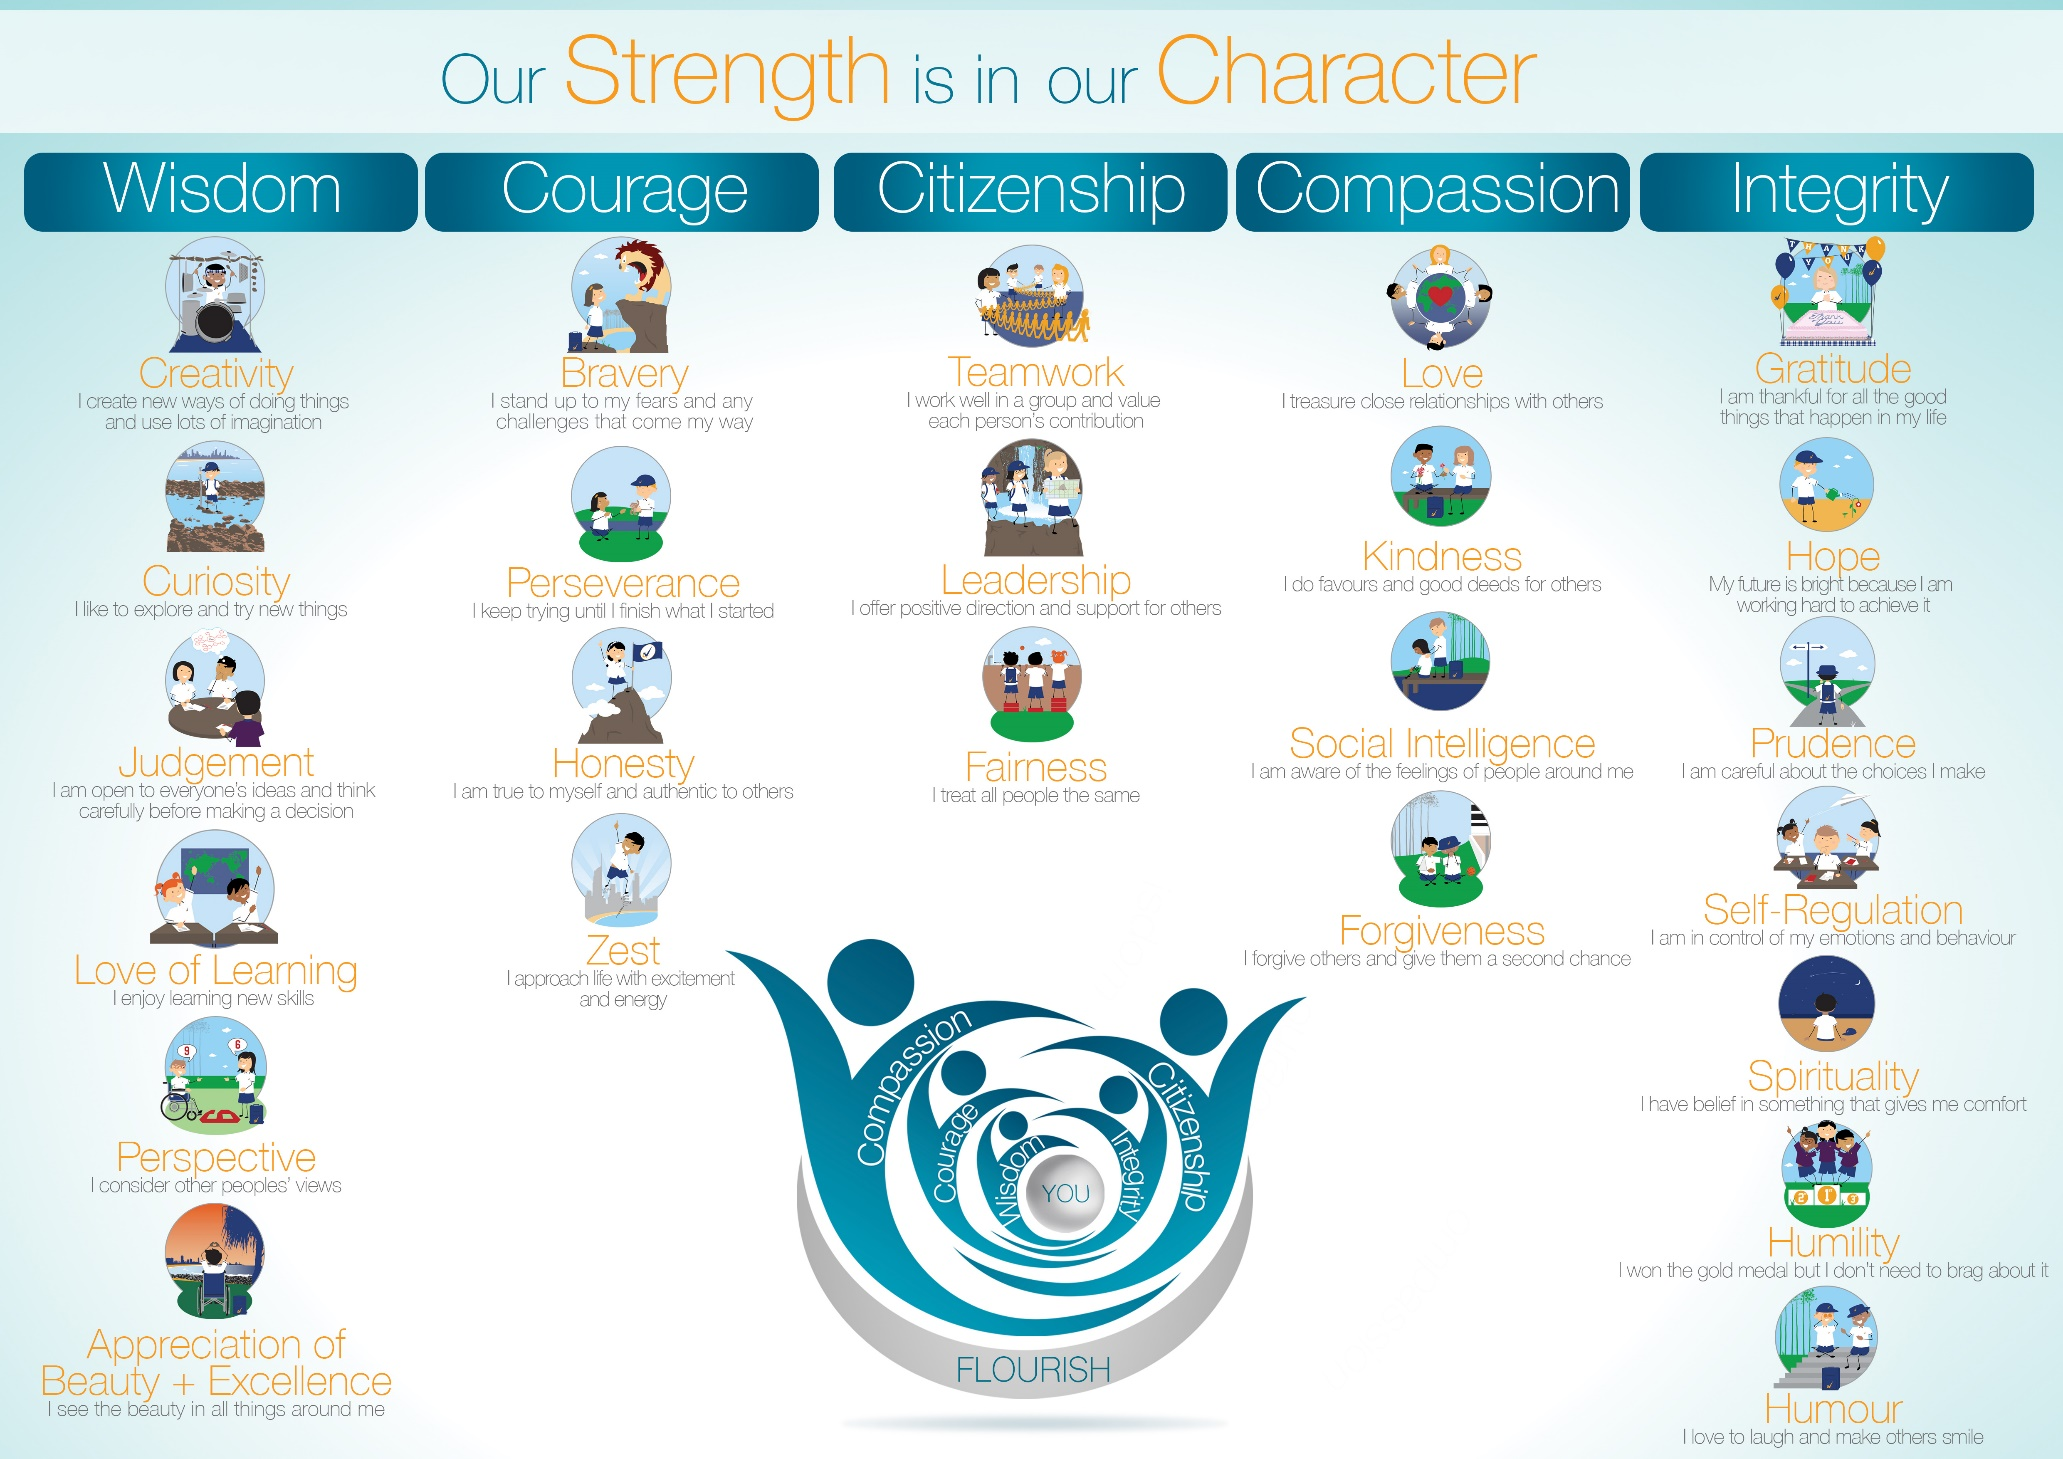 Our Strength is in our Character
Wisdom
Creativity
I create new ways of doing things
and use lots of imagination
Curiosity
I like to explore and try new things
Judgement
I am open to everyone's ideas and think
carefully before making a decision
Love of Learning
I enjoy learning new skills
9
6
Perspective
I consider other peoples' views
Appreciation of
Beauty + Excellence
I see the beauty in all things around me
Courage
Bravery
I stand up to my fears and any
challenges that come my way
Perseverance
I keep trying until I finish what I started
Honesty
I am true to myself and authentic to others
Zest
I approach life with excitement
and energy
Citizenship
Teamwork
I work well in a group and value
each person's contribution
Leadership
I offer positive direction and support for others
Fairness
I treat all people the same
Compassion
Love
I treasure close relationships with others
Kindness
I do favours and good deeds for others
Social Intelligence
I am aware of the feelings of people around me
Forgiveness
I forgive others and give them a second chance
Integrity
THANK
YOU
Thank
You
Gratitude
I am thankful for all the good
things that happen in my life
Hope
My future is bright because I am
working hard to achieve it
Prudence
I am careful about the choices I make
Self-Regulation
I am in control of my emotions and behaviour
Spirituality
I have belief in something that gives me comfort
2 1 3
Humility
I won the gold medal but I don't need to brag about it
Humour
I love to laugh and make others smile
Compassion
Courage
Wisdom
YOU
Integrity
Citizenship
FLOURISH